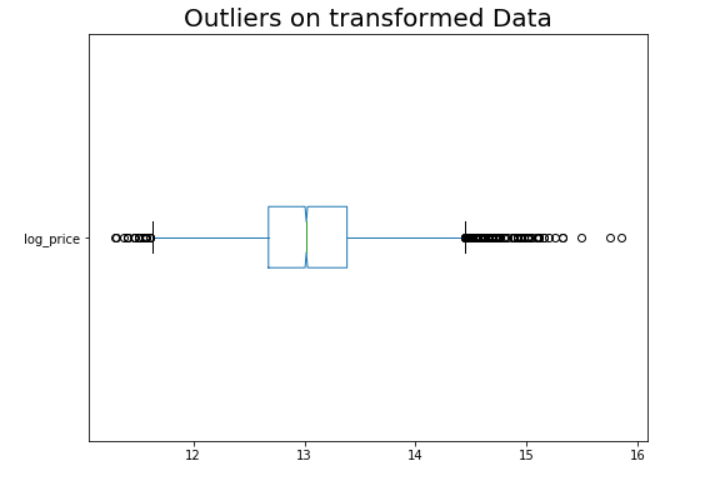 Outliers on transformed Data
log_price
12 13 14 15 16